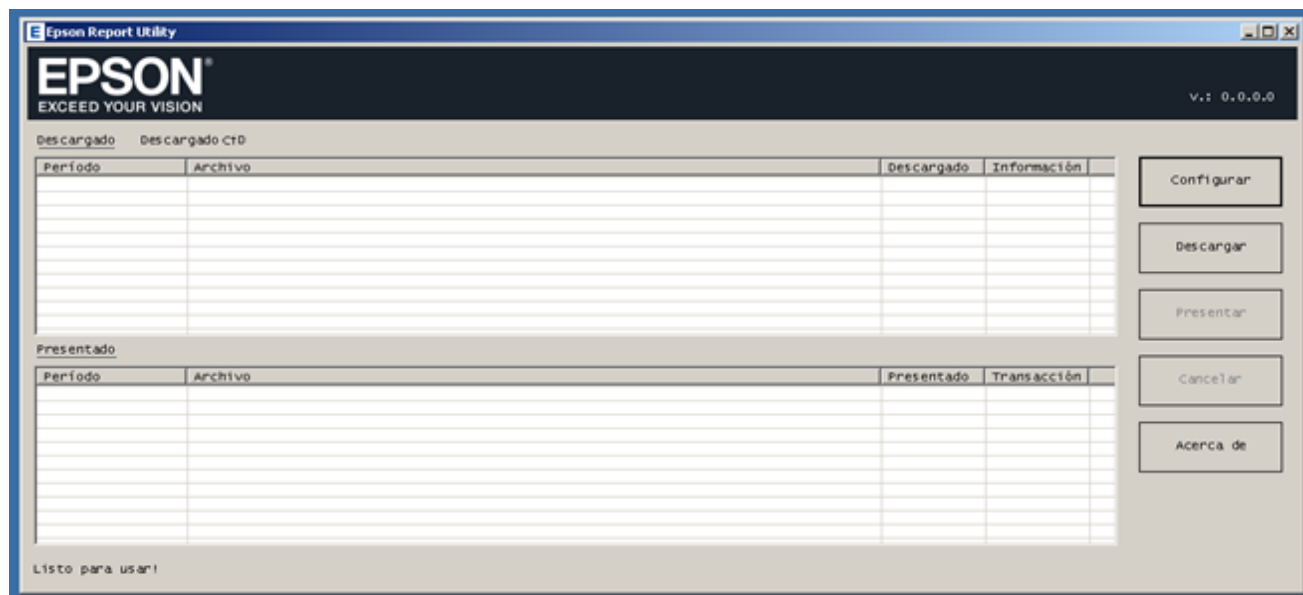 E Epson Report Utility
EPSON®
EXCEED YOUR VISION
v.: 0.0.0.0
Descargado Descargado CTD
Período Archivo Descargado Información
Configurar
Descargar
Presentar
Presentado
Período Archivo Presentado Transacción
Cancelar
Acerca de
Listo para usar!